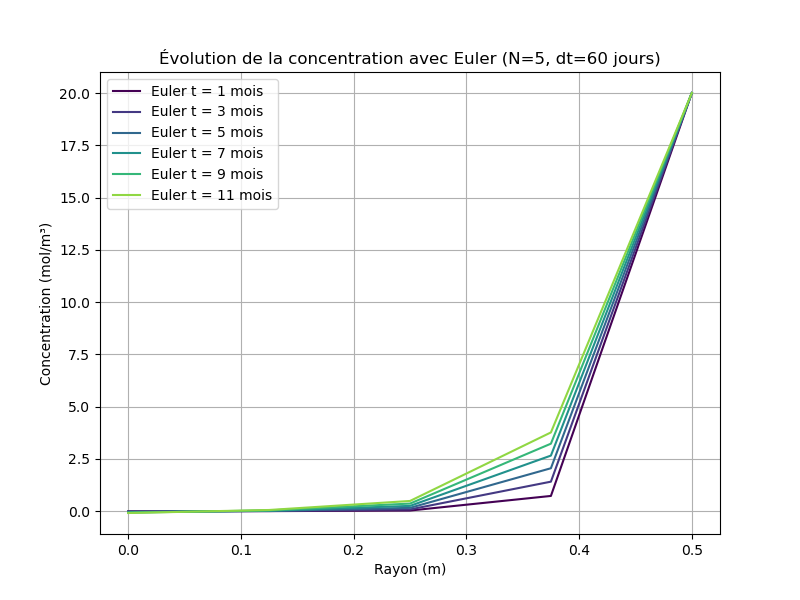 Évolution de la concentration avec Euler (N=5, dt=60 jours)
Euler t = 1 mois
Euler t = 3 mois
Euler t = 5 mois
Euler t = 7 mois
Euler t = 9 mois
Euler t = 11 mois
Concentration (mol/m³)
20.0
17.5
15.0
12.5
10.0
7.5
5.0
2.5
0.0
0.0 0.1 0.2 0.3 0.4 0.5
Rayon (m)